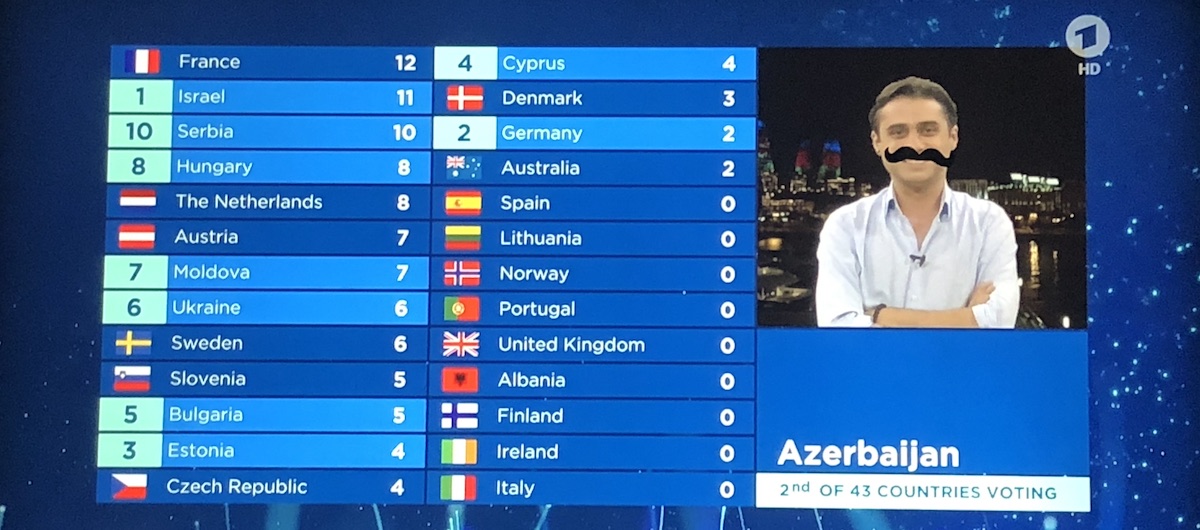 France 12
1 Israel 11
10 Serbia 10
8 Hungary 8
The Netherlands 8
Austria 7
7 Moldova 7
6 Ukraine 6
Sweden 6
Slovenia 5
5 Bulgaria 5
3 Estonia 4
Czech Republic 4
4 Cyprus 4
Denmark 3
2 Germany 2
Australia 2
Spain 0
Lithuania 0
Norway 0
Portugal 0
United Kingdom 0
Albania 0
Finland 0
Ireland 0
Italy 0
1
HD
Azerbaijan
2nd OF 43 COUNTRIES VOTING